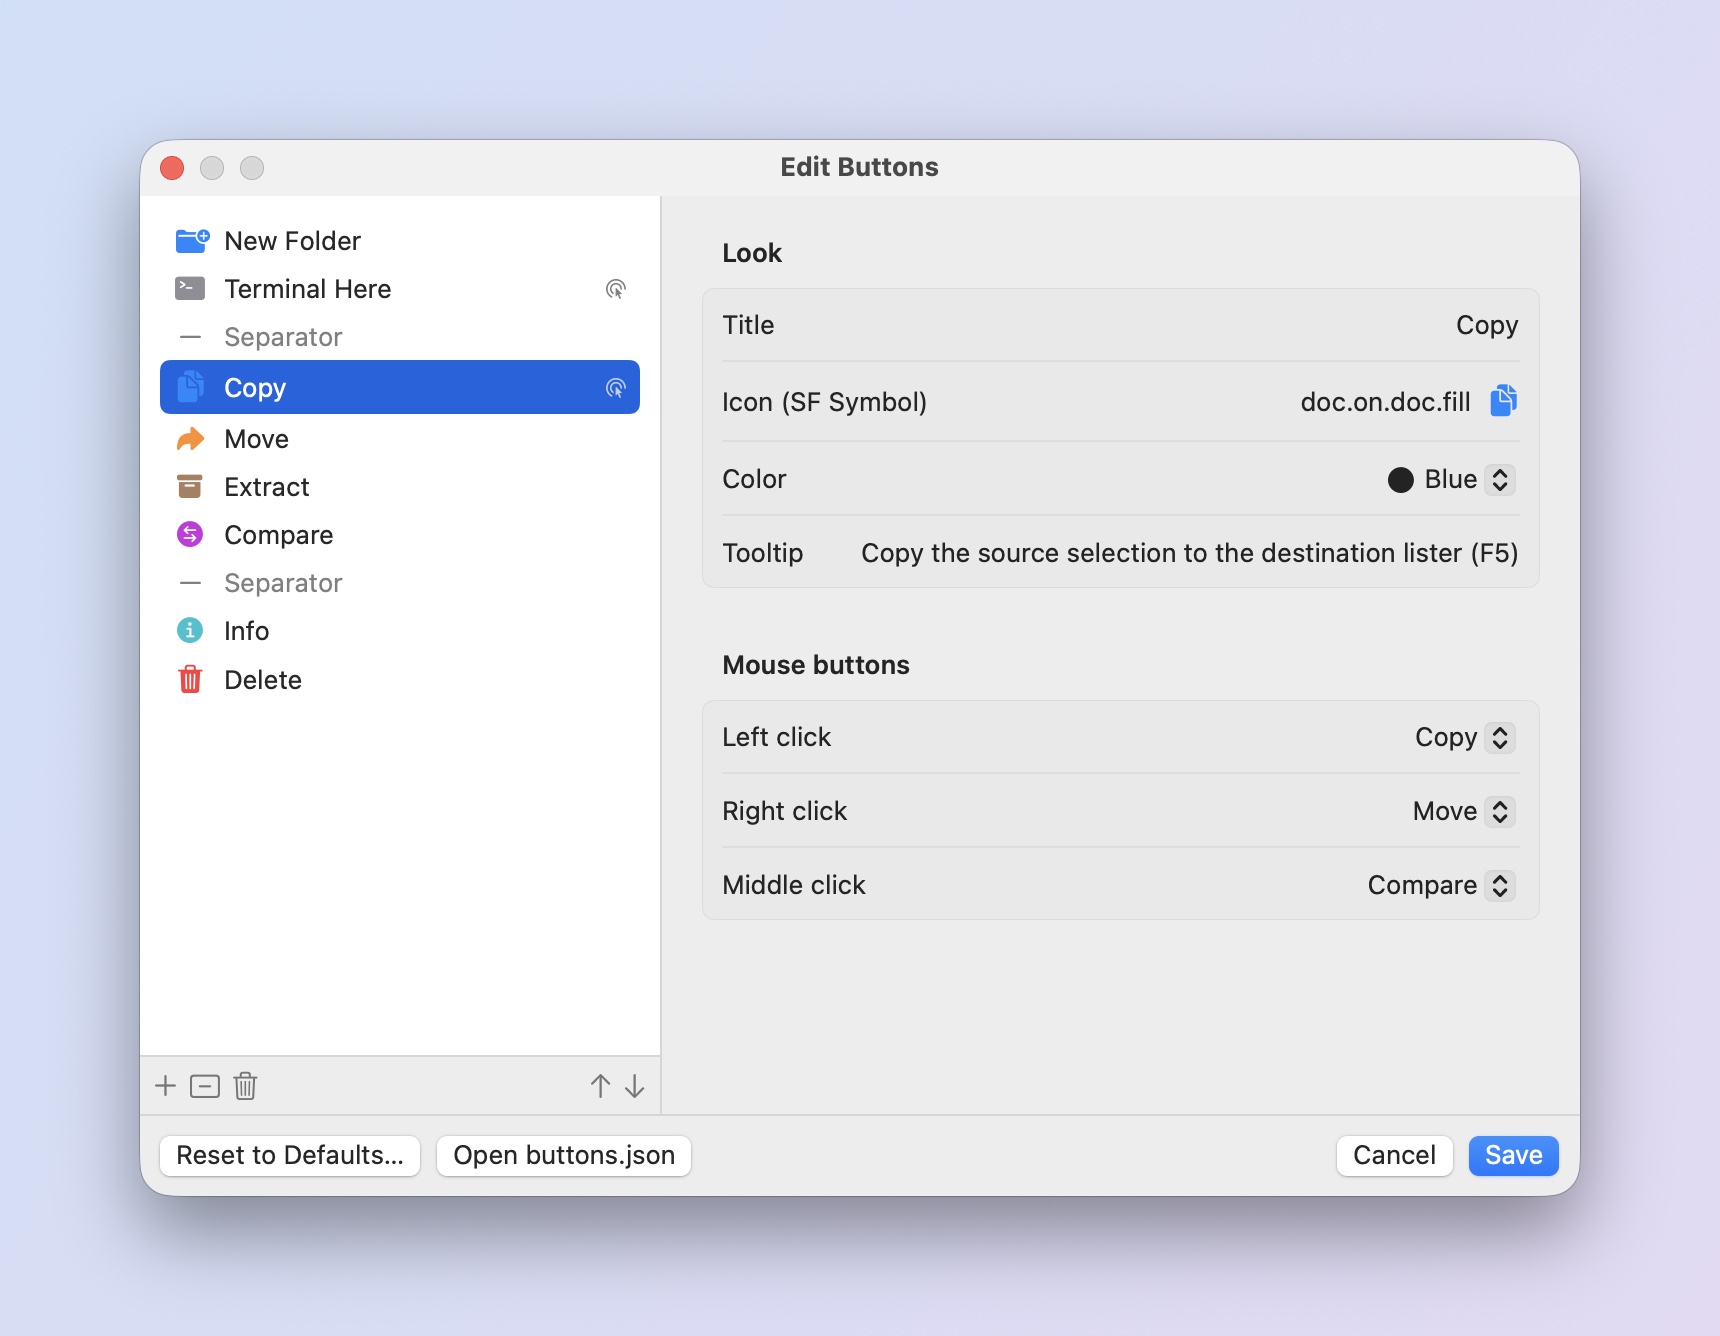 Edit Buttons
New Folder
Terminal Here
Separator
Copy
Move
Extract
Compare
Separator
Info
Delete
Look
Title Copy
Icon (SF Symbol) doc.on.doc.fill
Color Blue
Tooltip Copy the source selection to the destination lister (F5)
Mouse buttons
Left click Copy
Right click Move
Middle click Compare
Reset to Defaults... Open buttons.json Cancel Save